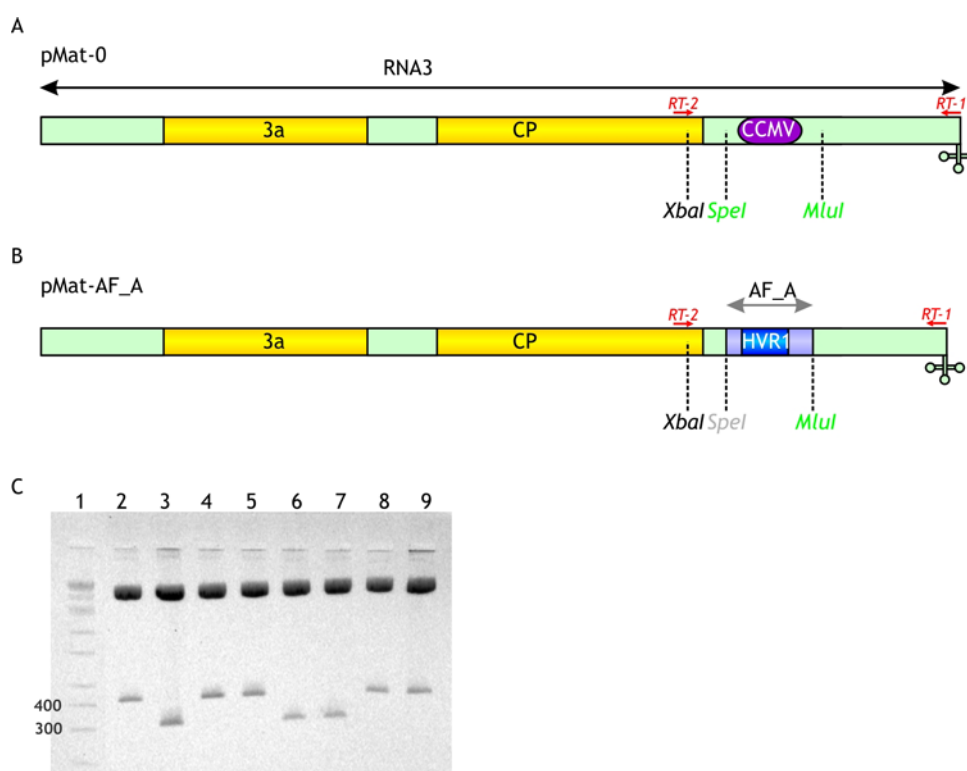 A
pMat-0
RNA3
RT-2
RT-1
3a
CP
CCMV
XbaI
SpeI
MluI
B
pMat-AF_A
AF_A
RT-2
RT-1
3a
CP
HVR1
XbaI
SpeI
MluI
C
1 2 3 4 5 6 7 8 9
400
300